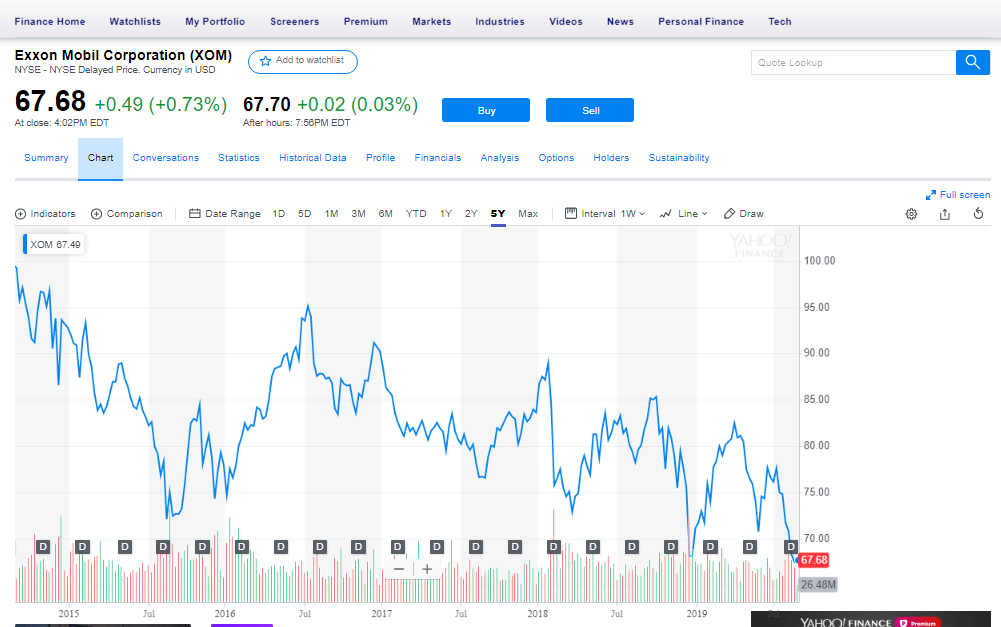 Finance Home Watchlists My Portfolio Screeners Premium Markets Industries Videos News Personal Finance Tech
Exxon Mobil Corporation (XOM)
Add to watchlist
Quote Lookup
NYSE - NYSE Delayed Price. Currency in USD
67.68 +0.49 (+0.73%) 67.70 +0.02 (0.03%)
Buy Sell
At close: 4:02PM EDT After hours: 7:56PM EDT
Summary Chart Conversations Statistics Historical Data Profile Financials Analysis Options Holders Sustainability
Full screen
Indicators Comparison Date Range 1D 5D 1M 3M 6M YTD 1Y 2Y 5Y Max Interval 1W Line Draw
XOM 67.49
YAHOO!
FINANCE
100.00
95.00
90.00
85.00
80.00
75.00
70.00
D D D D D D D D D D D D D D D D D D D D
67.68
26.48M
2015 Jul 2016 Jul 2017 Jul 2018 Jul 2019 Jul
YAHOO! FINANCE Premium